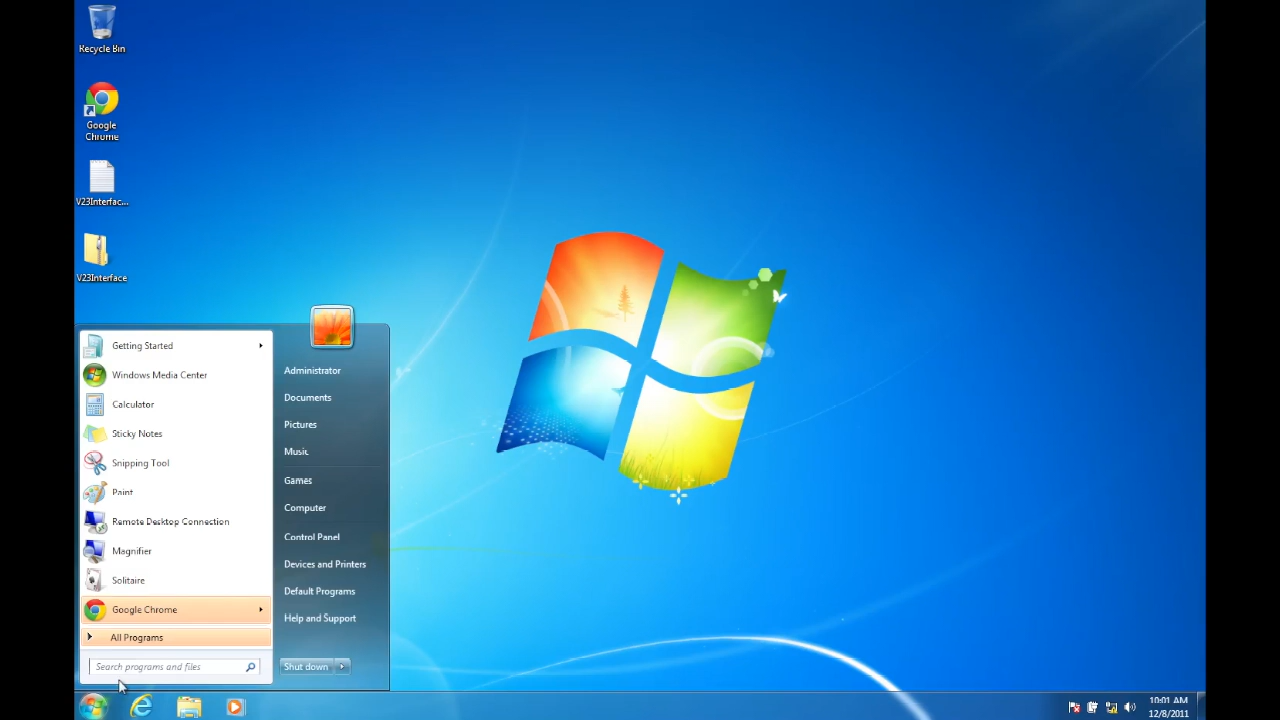 Recycle Bin
Google
Chrome
V23Interfac...
V23Interface
Getting Started
Windows Media Center
Calculator
Sticky Notes
Snipping Tool
Paint
Remote Desktop Connection
Magnifier
Solitaire
Google Chrome
All Programs
Search programs and files
Administrator
Documents
Pictures
Music
Games
Computer
Control Panel
Devices and Printers
Default Programs
Help and Support
Shut down
10:01 AM
12/8/2011